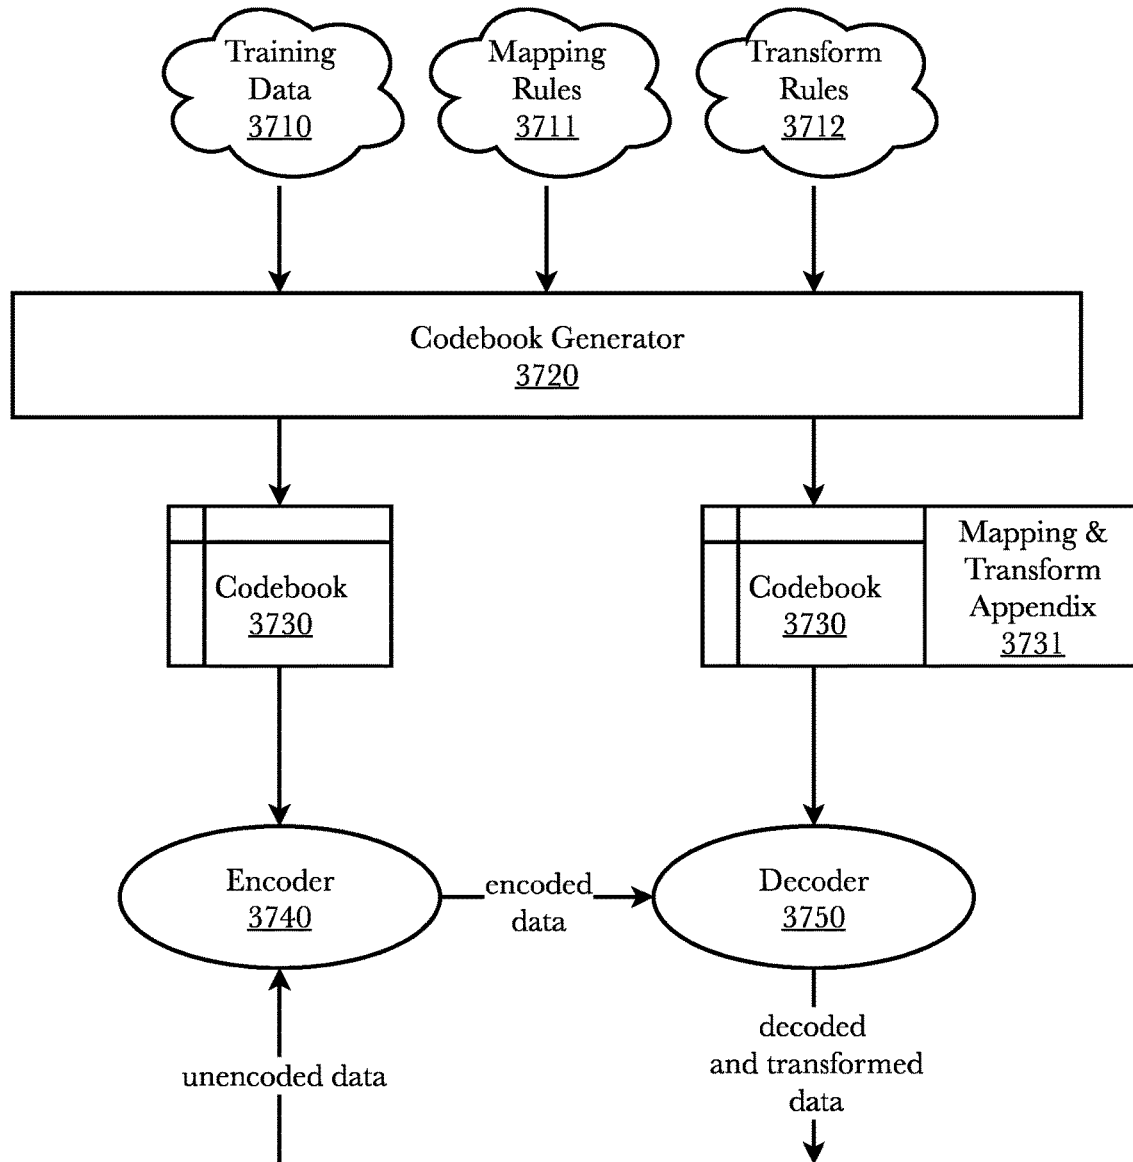 Training
Data
3710
Mapping
Rules
3711
Transform
Rules
3712
Codebook Generator
3720
Codebook
3730
Codebook
3730
Mapping &
Transform
Appendix
3731
Encoder
3740
encoded
data
Decoder
3750
unencoded data
decoded
and transformed
data